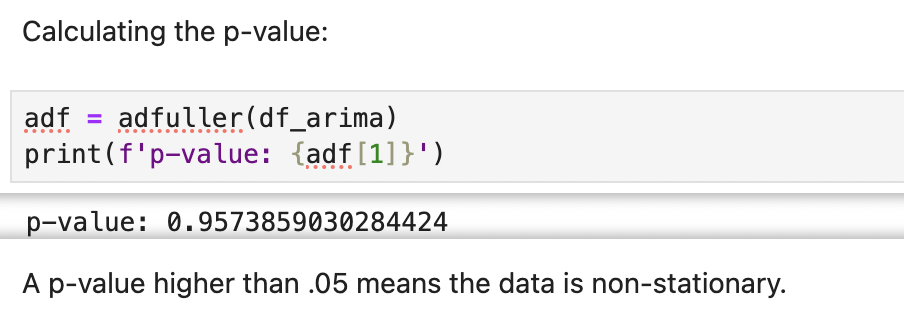 Calculating the p-value:
adf = adfuller(df_arima)
print(f'p-value: {adf[1]}')
p-value: 0.9573859030284424
A p-value higher than .05 means the data is non-stationary.